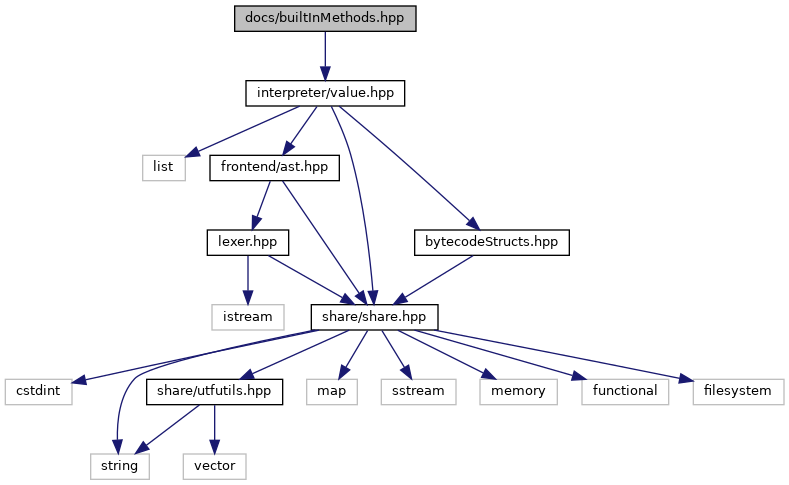 docs/builtInMethods.hpp
interpreter/value.hpp
list
frontend/ast.hpp
lexer.hpp
bytecodeStructs.hpp
istream
share/share.hpp
cstdint
share/utfutils.hpp
map
sstream
memory
functional
filesystem
string
vector